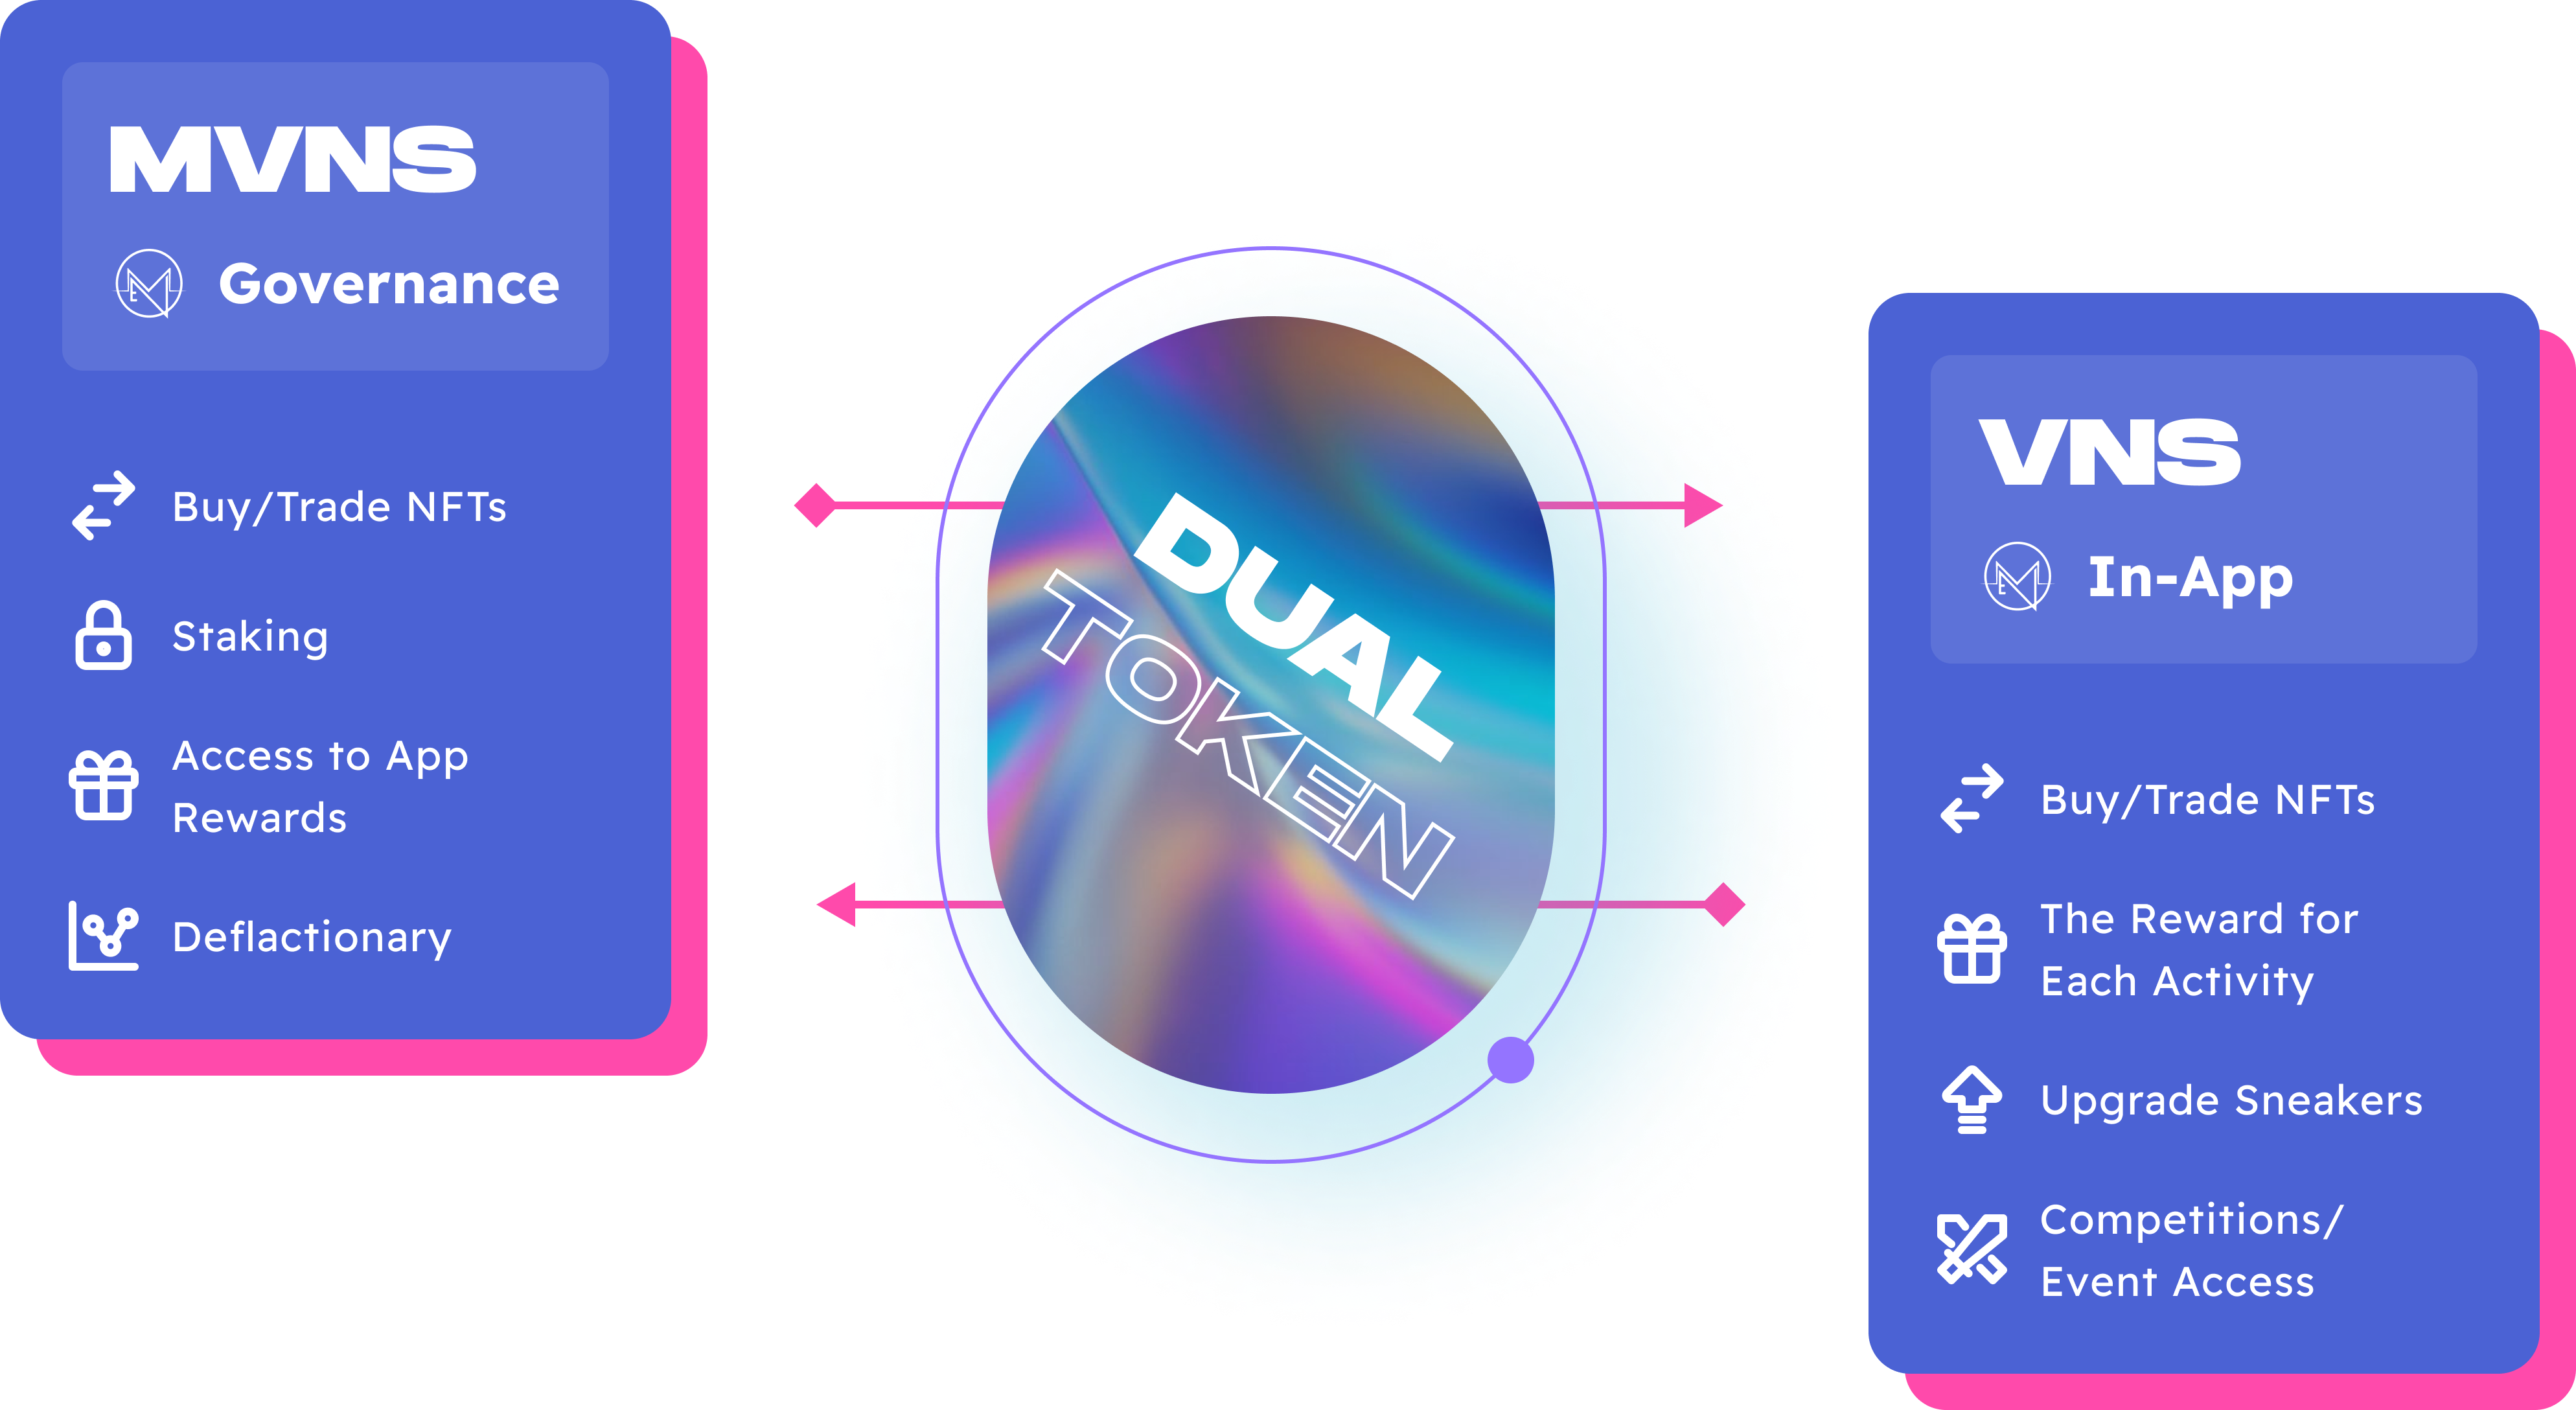 MVNS
Governance
Buy/Trade NFTs
Staking
Access to App
Rewards
Deflactionary
DUAL
TOKEN
VNS
In-App
Buy/Trade NFTs
The Reward for
Each Activity
Upgrade Sneakers
Competitions/
Event Access